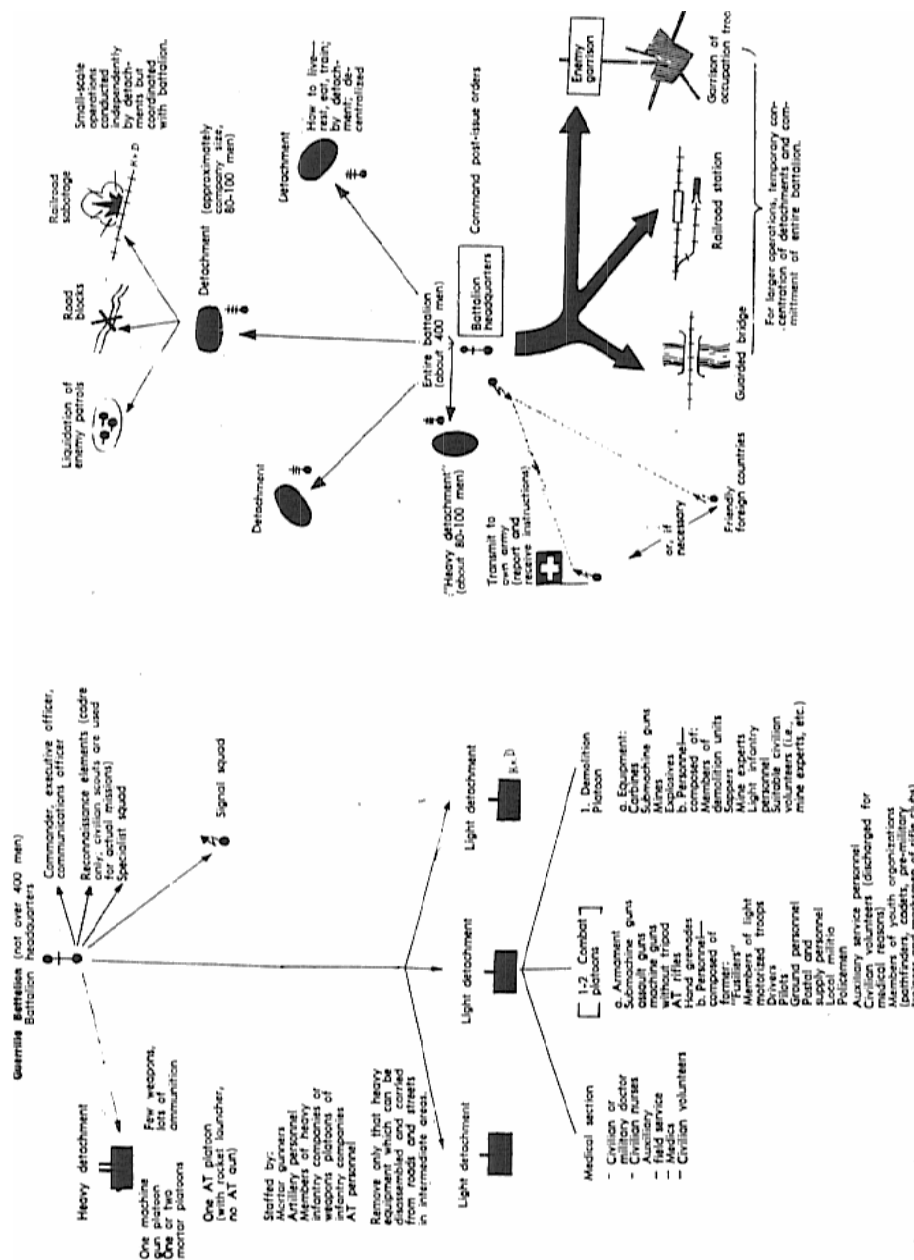 Guerrilla Battalion (not over 400 men)
Battalion
headquarters
Commander, executive officer,
communications officer
Reconnaissance elements (cadre
only, civilian scouts are used
for actual missions)
Specialist squad
Signal squad
Heavy detachment
Few weapons,
lots of
ammunition
One machine
gun platoon
One or two
mortar platoons
One AT platoon
(with rocket launcher,
no AT gun)
Staffed by:
Mortar gunners
Artillery personnel
Members of heavy
infantry companies or
weapons platoons of
infantry companies
AT personnel
Remove only that heavy
equipment which can be
disassembled and carried
from roads and streets
in intermediate areas.
Light detachment
Light detachment
Light detachment
R+D
Medical section
- Civilian or
military doctor
- Civilian nurses
Auxiliary
- field service
- Medics
- Civilian volunteers
1-2 Combat
platoons
a. Armament
Submachine guns
assault guns
machine guns
without tripod
AT rifles
Hand grenades
b. Personnel—
composed of
former:
"Fusiliers"
Members of light
motorized troops
Drivers
Pilots
Ground personnel
Postal and
supply personnel
Local militia
Policemen
Auxiliary service personnel
Civilian volunteers (discharged for
medical reasons)
Members of youth organizations
(pathfinders, cadets, pre-military
1. Demolition
Platoon
a. Equipment:
Carbines
Submachine guns
Mines
Explosives
b. Personnel—
composed of:
Members of
demolition units
Sappers
Mine experts
Light infantry
personnel
Suitable civilian
volunteers (i.e.,
mine experts, etc.)
Liquidation of
enemy patrols
Road
blocks
Railroad
sabotage
R+D
Small-scale
operations
conducted
independently
by detach-
ments but
coordinated
with battalion.
Detachment
(approximately
company size,
80-100 men)
Detachment
Detachment
How to live—
rest, eat, train;
by detach-
ment; de-
centralized
Entire battalion
(about 400 men)
"Heavy detachment"
(about 80-100 men)
Battalion
headquarters
Command post-issue orders
Transmit to
own army
(report and
receive instructions)
or, if
necessary
Friendly
foreign countries
Guarded bridge
Railroad station
Enemy
garrison
Garrison of
occupation
For larger operations, temporary con-
centration of detachments and com-
mittment of entire battalion.